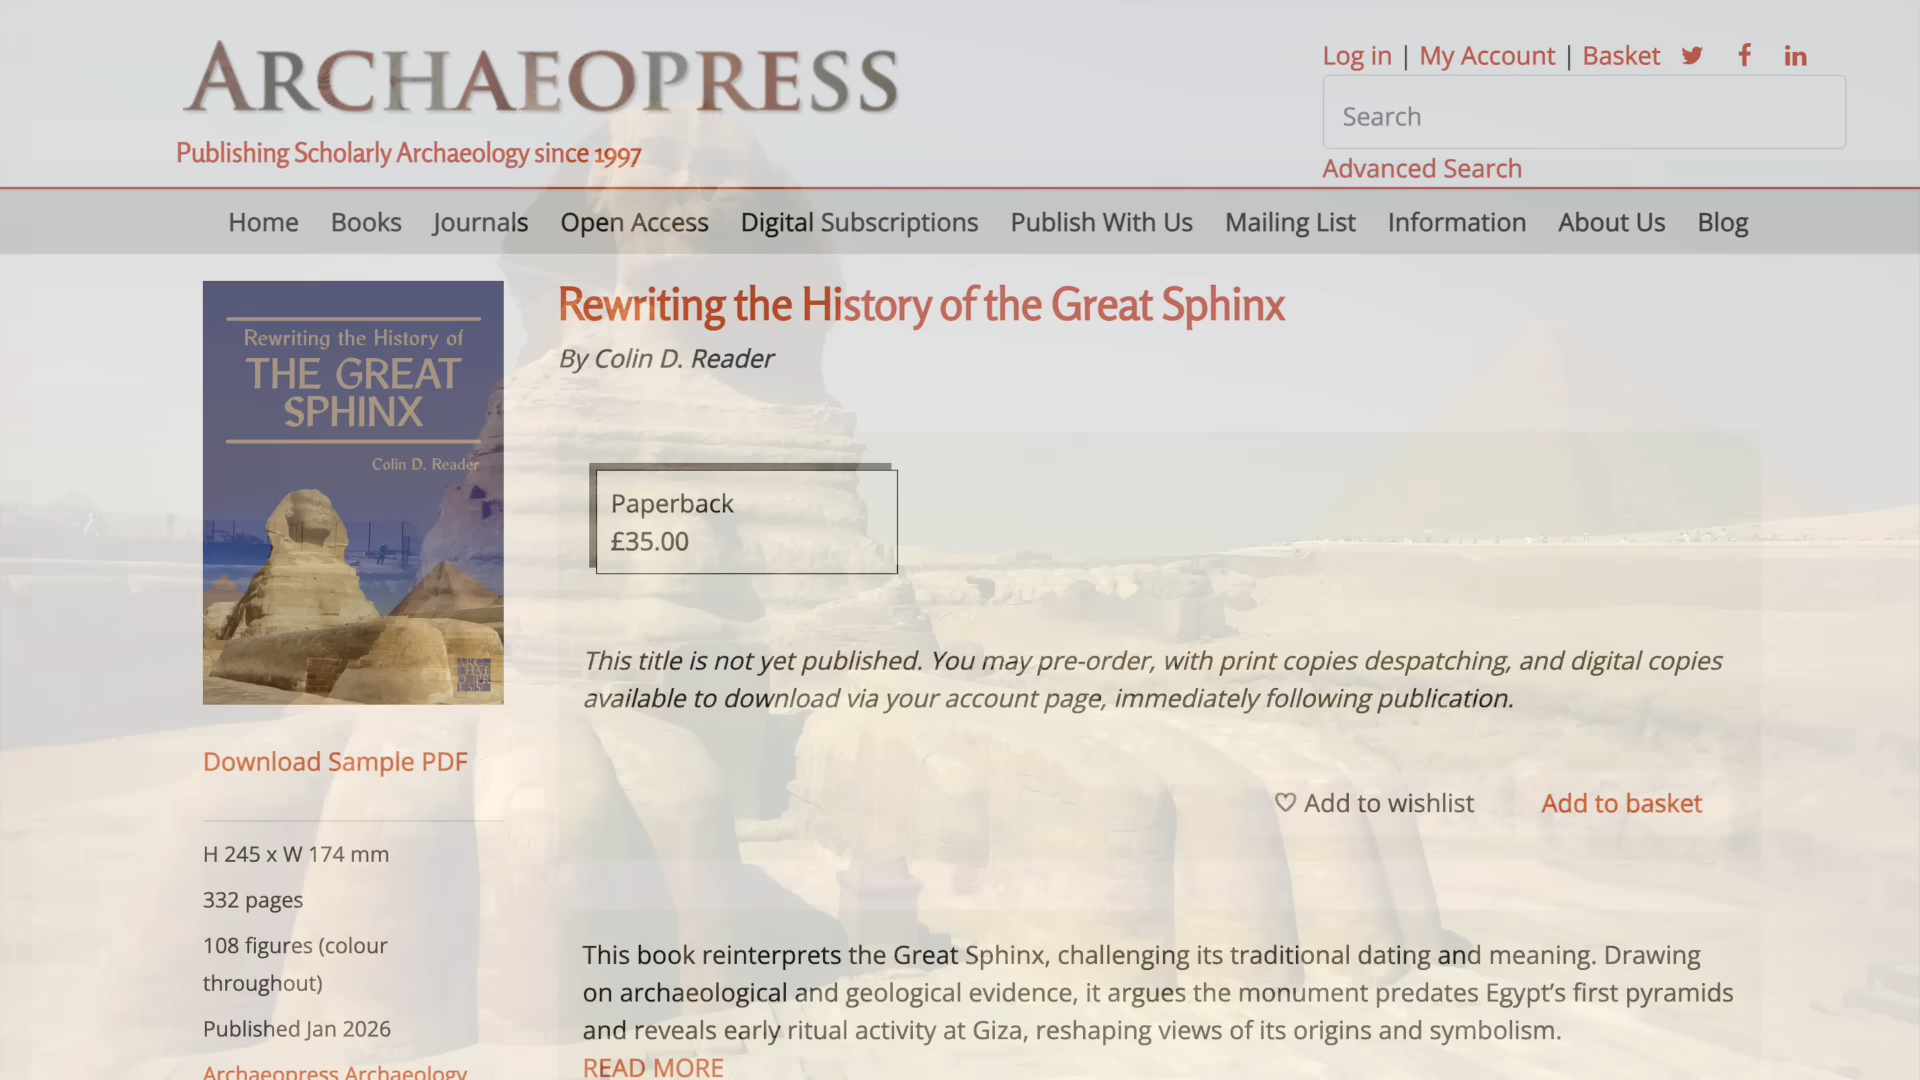 ARCHAEOPRESS
Publishing Scholarly Archaeology since 1997
Log in | My Account | Basket
Search
Advanced Search
Home Books Journals Open Access Digital Subscriptions Publish With Us Mailing List Information About Us Blog
Rewriting the History of
THE GREAT
SPHINX
Colin D. Reader
ARC
HAE
OPR
ESS
Download Sample PDF
H 245 x W 174 mm
332 pages
108 figures (colour
throughout)
Published Jan 2026
Archaeopress Archaeology
Rewriting the History of the Great Sphinx
By Colin D. Reader
Paperback
£35.00
This title is not yet published. You may pre-order, with print copies despatching, and digital copies
available to download via your account page, immediately following publication.
Add to wishlist Add to basket
This book reinterprets the Great Sphinx, challenging its traditional dating and meaning. Drawing
on archaeological and geological evidence, it argues the monument predates Egypt's first pyramids
and reveals early ritual activity at Giza, reshaping views of its origins and symbolism.
READ MORE